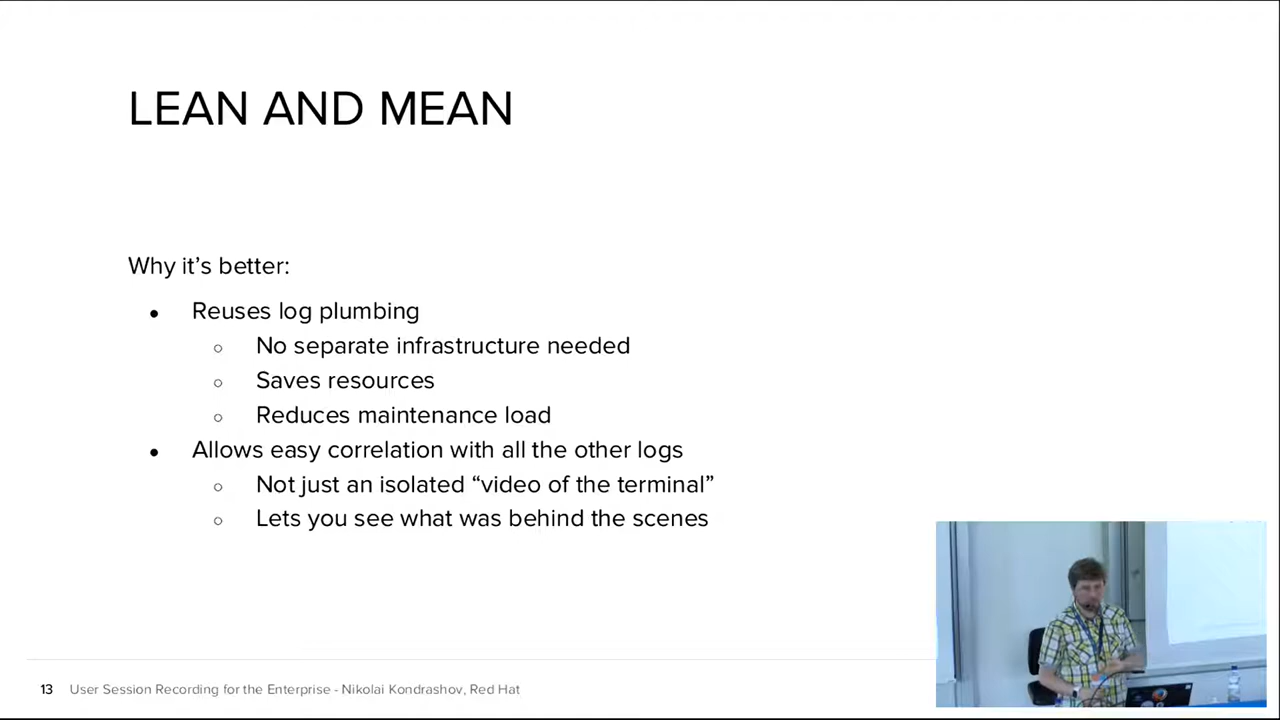 LEAN AND MEAN
Why it’s better:
● Reuses log plumbing
○ No separate infrastructure needed
○ Saves resources
○ Reduces maintenance load
● Allows easy correlation with all the other logs
○ Not just an isolated “video of the terminal”
○ Lets you see what was behind the scenes
13 User Session Recording for the Enterprise - Nikolai Kondrashov, Red Hat